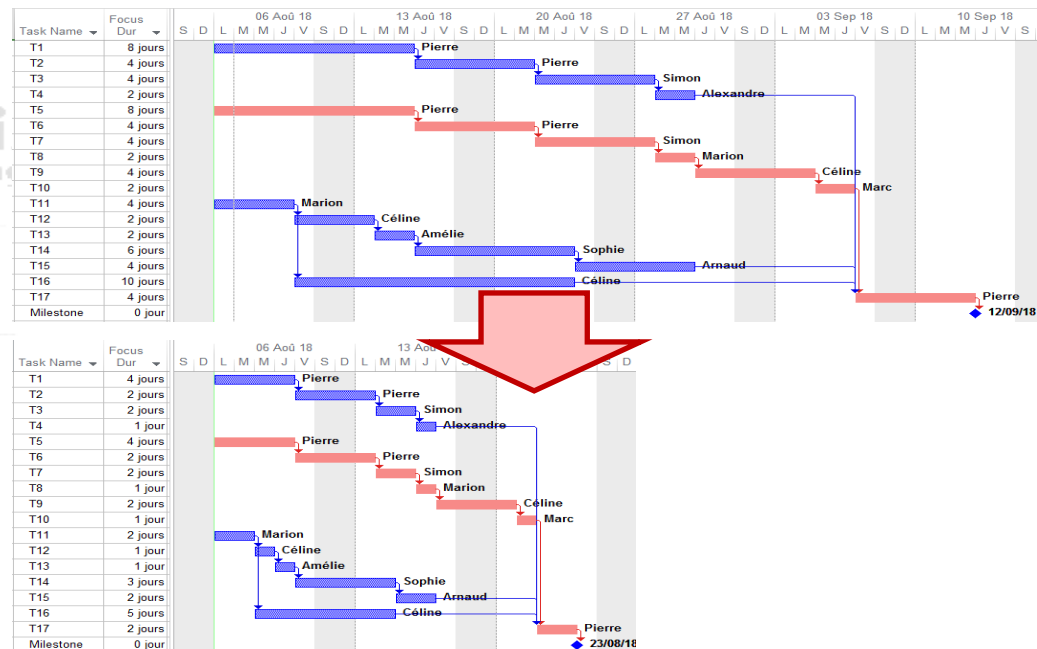 Focus
06 Aoû 18 13 Aoû 18 20 Aoû 18 27 Aoû 18 03 Sep 18 10 Sep 18
Task Name Dur S D L M M J V S D L M M J V S D L M M J V S D L M M J V S D L M M J V S D L M M J V S
T1 8 jours Pierre
T2 4 jours Pierre
T3 4 jours Simon
T4 2 jours Alexandre
T5 8 jours Pierre
T6 4 jours Pierre
T7 4 jours Simon
T8 2 jours Marion
T9 4 jours Céline
T10 2 jours Marc
T11 4 jours Marion
T12 2 jours Céline
T13 2 jours Amélie
T14 6 jours Sophie
T15 4 jours Arnaud
T16 10 jours Céline
T17 4 jours Pierre
Milestone 0 jour 12/09/18
Focus
06 Aoû 18 13 Aoû
Task Name Dur S D L M M J V S D L M M J V S D
T1 4 jours Pierre
T2 2 jours Pierre
T3 2 jours Simon
T4 1 jour Alexandre
T5 4 jours Pierre
T6 2 jours Pierre
T7 2 jours Simon
T8 1 jour Marion
T9 2 jours Céline
T10 1 jour Marc
T11 2 jours Marion
T12 1 jour Céline
T13 1 jour Amélie
T14 3 jours Sophie
T15 2 jours Arnaud
T16 5 jours Céline
T17 2 jours Pierre
Milestone 0 jour 23/08/18